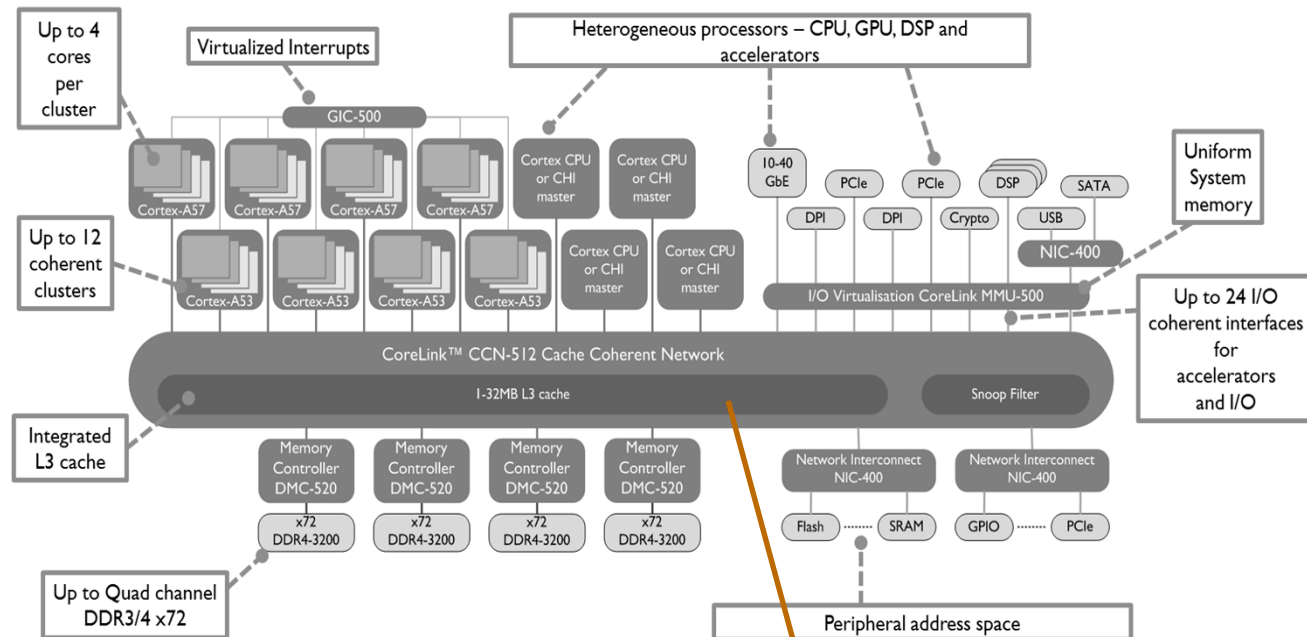 Up to 4
cores
per
cluster
Virtualized Interrupts
Heterogeneous processors – CPU, GPU, DSP and
accelerators
GIC-500
Cortex-A57
Cortex-A57
Cortex-A57
Cortex-A57
Cortex CPU
or CHI
master
Cortex CPU
or CHI
master
10-40
GbE
PCIe
PCIe
DSP
SATA
DPI
DPI
Crypto
USB
NIC-400
Uniform
System
memory
Up to 12
coherent
clusters
Cortex-A53
Cortex-A53
Cortex-A53
Cortex-A53
Cortex CPU
or CHI
master
Cortex CPU
or CHI
master
I/O Virtualisation CoreLink MMU-500
Up to 24 I/O
coherent interfaces
for
accelerators
and I/O
CoreLink™ CCN-512 Cache Coherent Network
1-32MB L3 cache
Snoop Filter
Integrated
L3 cache
Memory
Controller
DMC-520
Memory
Controller
DMC-520
Memory
Controller
DMC-520
Memory
Controller
DMC-520
Network Interconnect
NIC-400
Network Interconnect
NIC-400
x72
DDR4-3200
x72
DDR4-3200
x72
DDR4-3200
x72
DDR4-3200
Flash
SRAM
GPIO
PCIe
Up to Quad channel
DDR3/4 x72
Peripheral address space